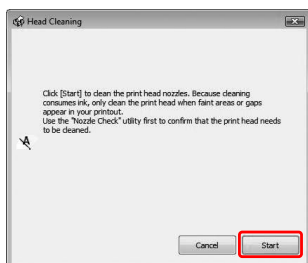 Head Cleaning
Click [Start] to clean the print head nozzles. Because cleaning
consumes ink, only clean the print head when faint areas or gaps
appear in your printout.
Use the "Nozzle Check" utility first to confirm that the print head needs
to be cleaned.
A
Cancel Start